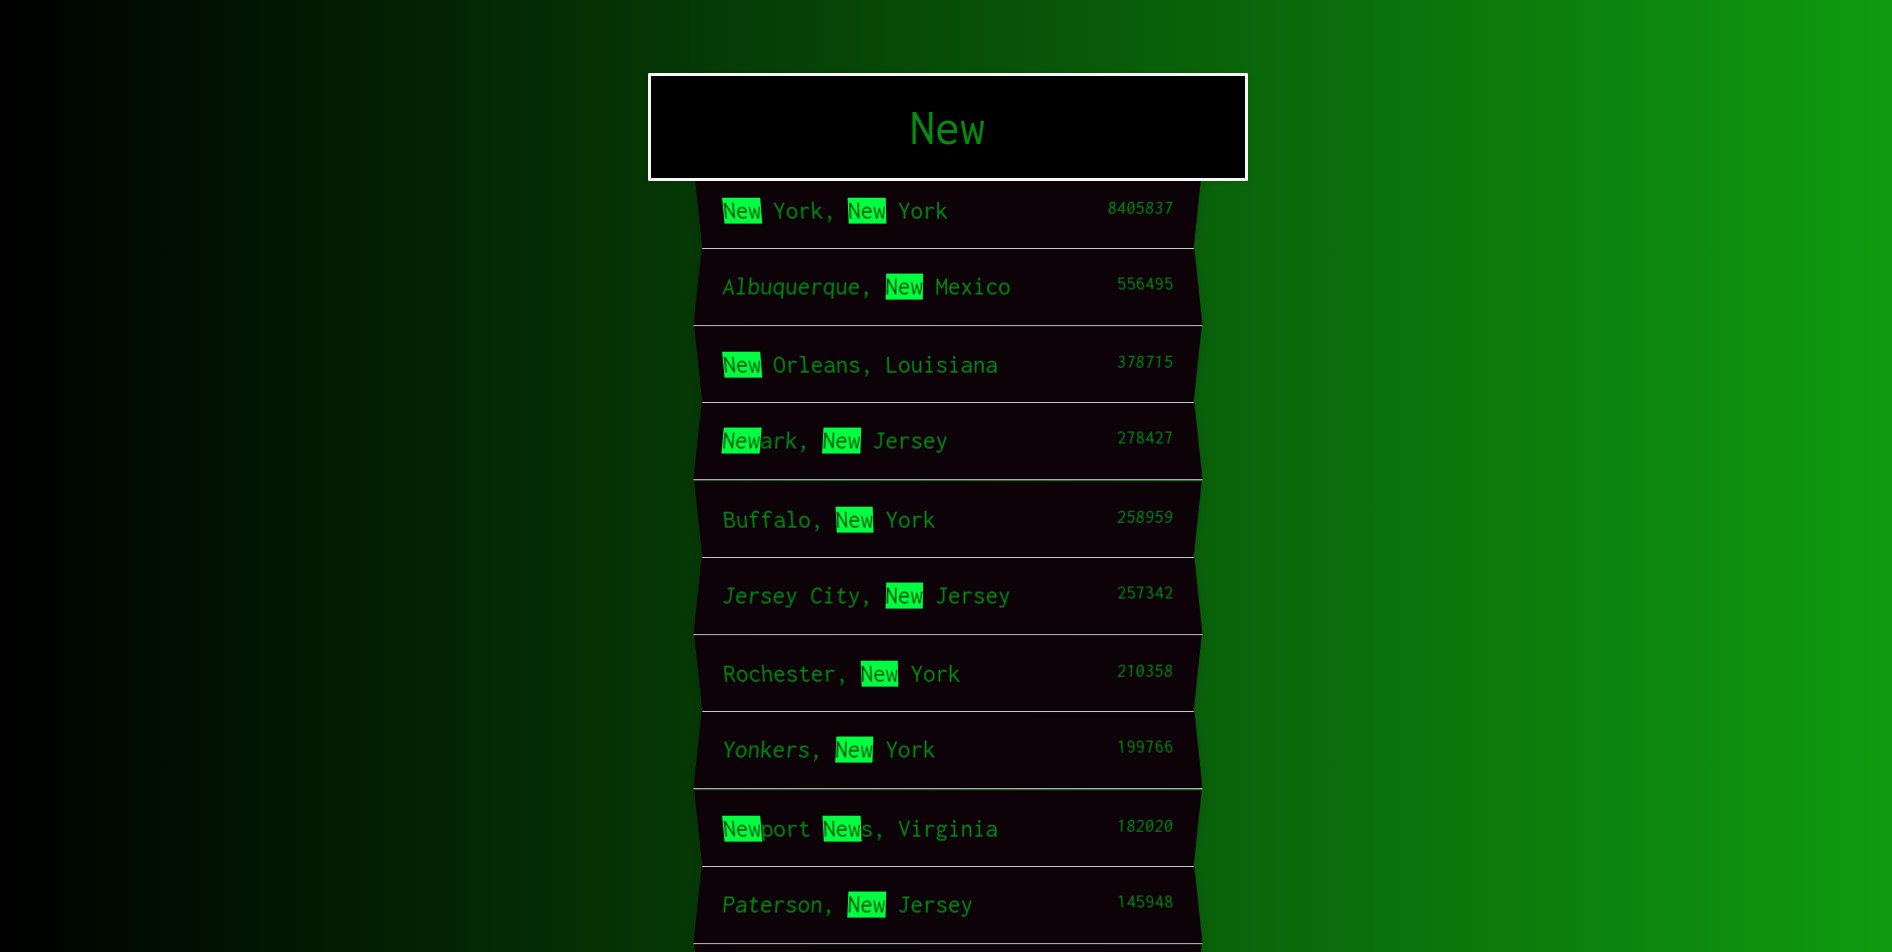 New
New York, New York 8405837
Albuquerque, New Mexico 556495
New Orleans, Louisiana 378715
Newark, New Jersey 278427
Buffalo, New York 258959
Jersey City, New Jersey 257342
Rochester, New York 210358
Yonkers, New York 199766
Newport News, Virginia 182020
Paterson, New Jersey 145948